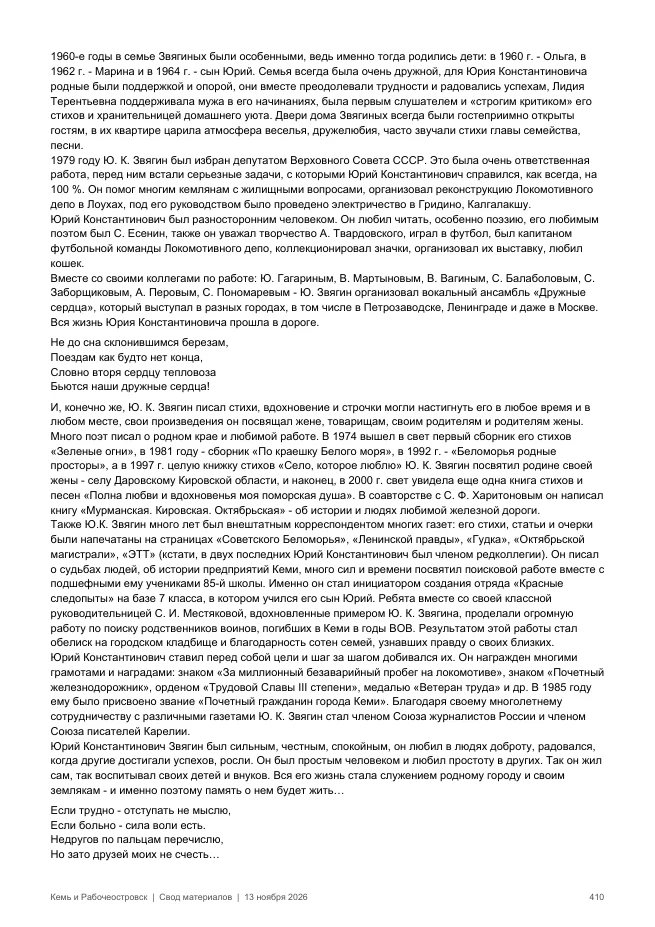 1960-е годы в семье Звягиных были особенными, ведь именно тогда родились дети: в 1960 г. - Ольга, в
1962 г. - Марина и в 1964 г. - сын Юрий. Семья всегда была очень дружной, для Юрия Константиновича
родные были поддержкой и опорой, они вместе преодолевали трудности и радовались успехам, Лидия
Терентьевна поддерживала мужа в его начинаниях, была первым слушателем и «строгим критиком» его
стихов и хранительницей домашнего уюта. Двери дома Звягиных всегда были гостеприимно открыты
гостям, в их квартире царила атмосфера веселья, дружелюбия, часто звучали стихи главы семейства,
песни.
1979 году Ю. К. Звягин был избран депутатом Верховного Совета СССР. Это была очень ответственная
работа, перед ним встали серьезные задачи, с которыми Юрий Константинович справился, как всегда, на
100 %. Он помог многим кемлянам с жилищными вопросами, организовал реконструкцию Локомотивного
депо в Лоухах, под его руководством было проведено электричество в Гридино, Калгалакшу.
Юрий Константинович был разносторонним человеком. Он любил читать, особенно поэзию, его любимым
поэтом был С. Есенин, также он уважал творчество А. Твардовского, играл в футбол, был капитаном
футбольной команды Локомотивного депо, коллекционировал значки, организовал их выставку, любил
кошек.
Вместе со своими коллегами по работе: Ю. Гагариным, В. Мартыновым, В. Вагиным, С. Балаболовым, С.
Заборщиковым, А. Перовым, С. Пономаревым - Ю. Звягин организовал вокальный ансамбль «Дружные
сердца», который выступал в разных городах, в том числе в Петрозаводске, Ленинграде и даже в Москве.
Вся жизнь Юрия Константиновича прошла в дороге.
Не до сна склонившимся березам,
Поездам как будто нет конца,
Словно вторя сердцу тепловоза
Бьются наши дружные сердца!
И, конечно же, Ю. К. Звягин писал стихи, вдохновение и строчки могли настигнуть его в любое время и в
любом месте, свои произведения он посвящал жене, товарищам, своим родителям и родителям жены.
Много поэт писал о родном крае и любимой работе. В 1974 вышел в свет первый сборник его стихов
«Зеленые огни», в 1981 году - сборник «По краешку Белого моря», в 1992 г. - «Беломорья родные
просторы», а в 1997 г. целую книжку стихов «Село, которое люблю» Ю. К. Звягин посвятил родине своей
жены - селу Даровскому Кировской области, и наконец, в 2000 г. свет увидела еще одна книга стихов и
песен «Полна любви и вдохновенья моя поморская душа». В соавторстве с С. Ф. Харитоновым он написал
книгу «Мурманская. Кировская. Октябрьская» - об истории и людях любимой железной дороги.
Также Ю.К. Звягин много лет был внештатным корреспондентом многих газет: его стихи, статьи и очерки
были напечатаны на страницах «Советского Беломорья», «Ленинской правды», «Гудка», «Октябрьской
магистрали», «ЭТТ» (кстати, в двух последних Юрий Константинович был членом редколлегии). Он писал
о судьбах людей, об истории предприятий Кеми, много сил и времени посвятил поисковой работе вместе с
подшефными ему учениками 85-й школы. Именно он стал инициатором создания отряда «Красные
следопыты» на базе 7 класса, в котором учился его сын Юрий. Ребята вместе со своей классной
руководительницей С. И. Местяковой, вдохновленные примером Ю. К. Звягина, проделали огромную
работу по поиску родственников воинов, погибших в Кеми в годы ВОВ. Результатом этой работы стал
обелиск на городском кладбище и благодарность сотен семей, узнавших правду о своих близких.
Юрий Константинович ставил перед собой цели и шаг за шагом добивался их. Он награжден многими
грамотами и наградами: знаком «За миллионный безаварийный пробег на локомотиве», знаком «Почетный
железнодорожник», орденом «Трудовой Славы III степени», медалью «Ветеран труда» и др. В 1985 году
ему было присвоено звание «Почетный гражданин города Кеми». Благодаря своему многолетнему
сотрудничеству с различными газетами Ю. К. Звягин стал членом Союза журналистов России и членом
Союза писателей Карелии.
Юрий Константинович Звягин был сильным, честным, спокойным, он любил в людях доброту, радовался,
когда другие достигали успехов, росли. Он был простым человеком и любил простоту в других. Так он жил
сам, так воспитывал своих детей и внуков. Вся его жизнь стала служением родному городу и своим
землякам - и именно поэтому память о нем будет жить…
Если трудно - отступать не мыслю,
Если больно - сила воли есть.
Недругов по пальцам перечислю,
Но зато друзей моих не счесть…
Кемь и Рабочеостровск | Свод материалов | 13 ноября 2026
410